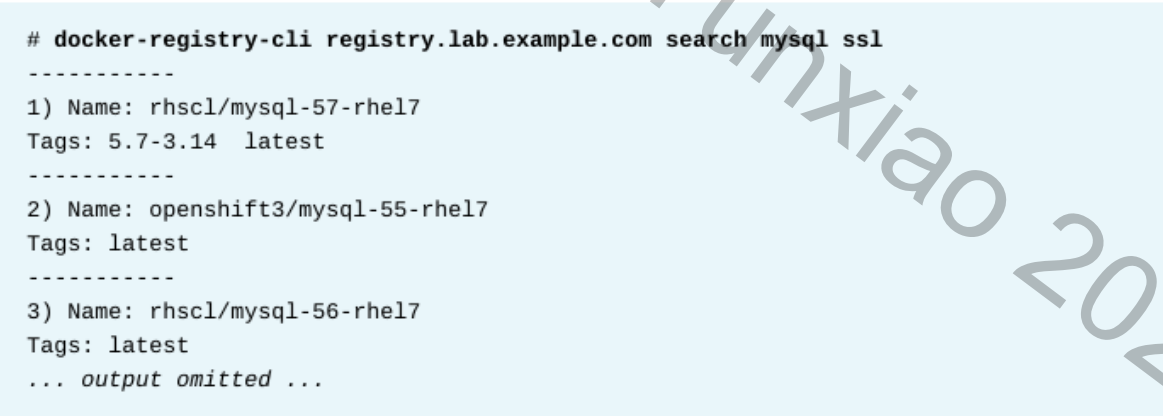 # docker-registry-cli registry.lab.example.com search mysql ssl
-----------
1) Name: rhscl/mysql-57-rhel7
Tags: 5.7-3.14  latest
-----------
2) Name: openshift3/mysql-55-rhel7
Tags: latest
-----------
3) Name: rhscl/mysql-56-rhel7
Tags: latest
... output omitted ...